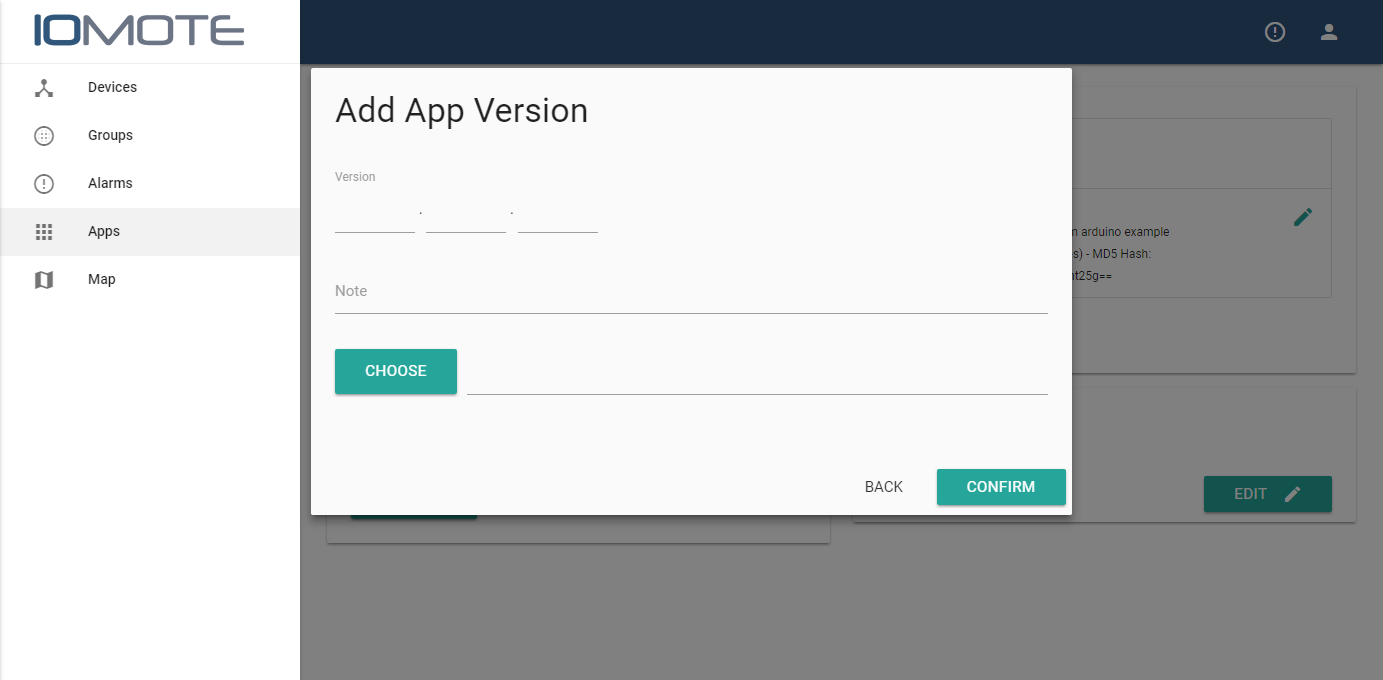 IOMOTE
Devices
Groups
Alarms
Apps
Map
Add App Version
Version
. .
Note
CHOOSE
BACK
CONFIRM
arduino example
- MD5 Hash:
EDIT